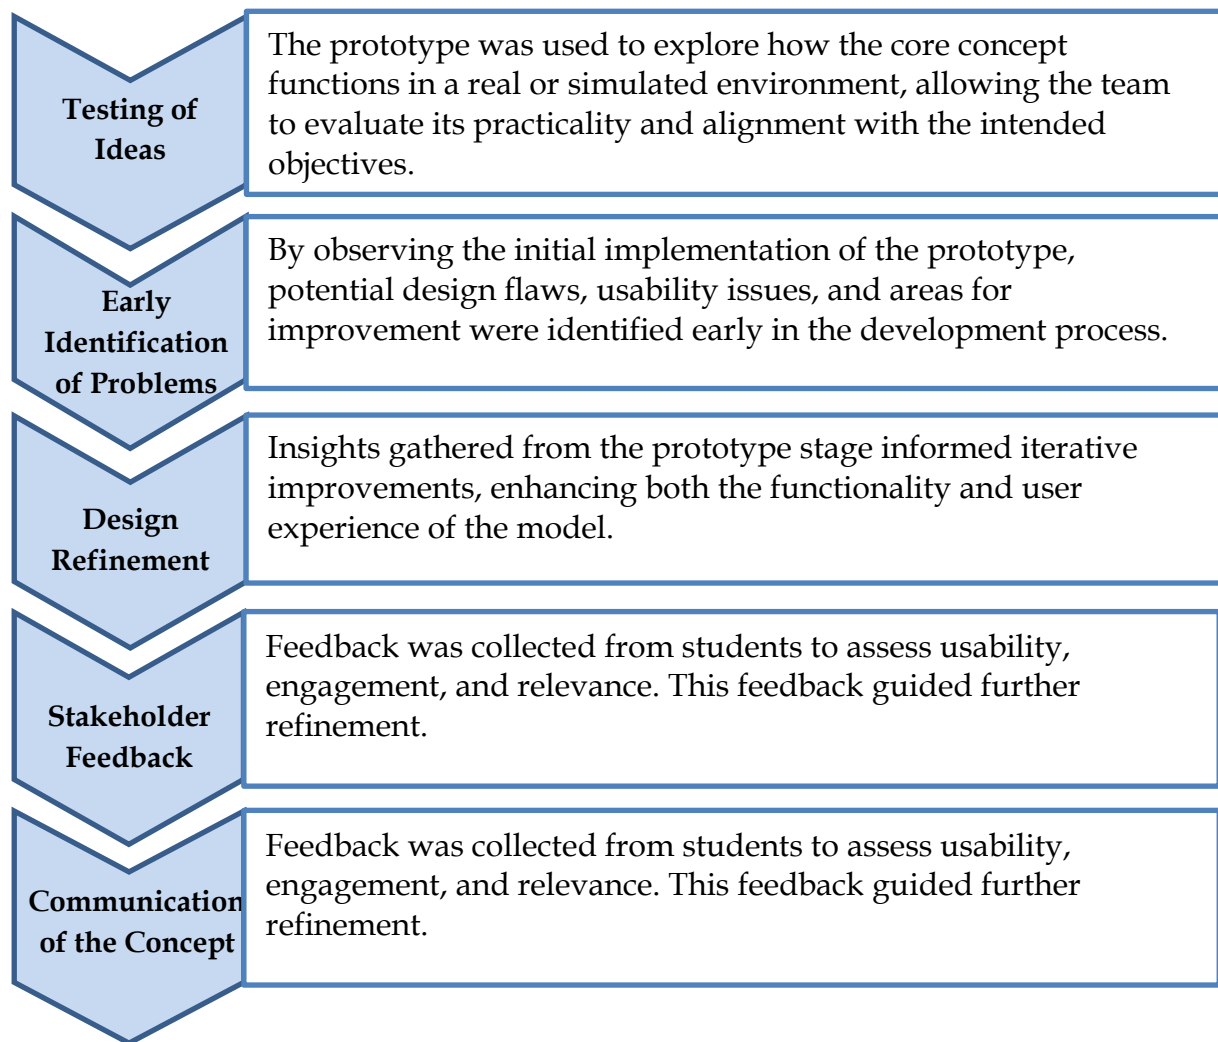 Testing of
Ideas
The prototype was used to explore how the core concept
functions in a real or simulated environment, allowing the team
to evaluate its practicality and alignment with the intended
objectives.
Early
Identification
of Problems
By observing the initial implementation of the prototype,
potential design flaws, usability issues, and areas for
improvement were identified early in the development process.
Design
Refinement
Insights gathered from the prototype stage informed iterative
improvements, enhancing both the functionality and user
experience of the model.
Stakeholder
Feedback
Feedback was collected from students to assess usability,
engagement, and relevance. This feedback guided further
refinement.
Communication
of the Concept
Feedback was collected from students to assess usability,
engagement, and relevance. This feedback guided further
refinement.